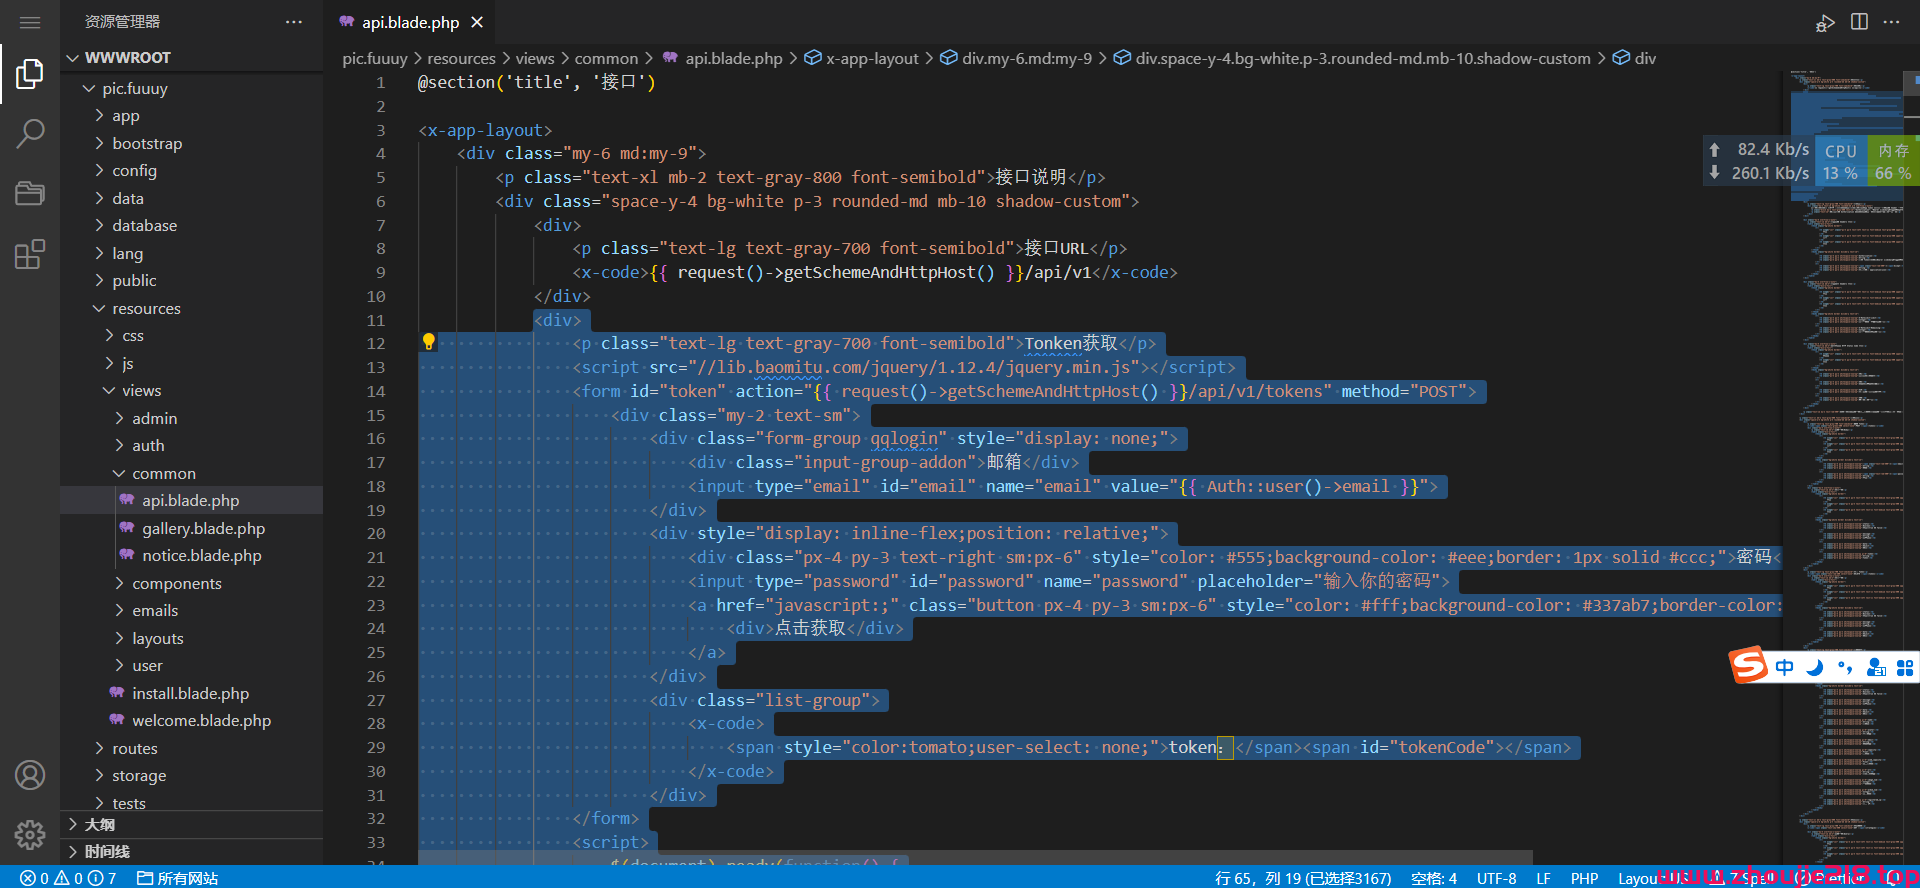 资源管理器 ···
WWWROOT
pic.fuuuy
app
bootstrap
config
data
database
lang
public
resources
css
js
views
admin
auth
common
api.blade.php
gallery.blade.php
notice.blade.php
components
emails
layouts
user
install.blade.php
welcome.blade.php
routes
storage
tests
大纲
时间线
api.blade.php
pic.fuuuy > resources > views > common > api.blade.php > x-app-layout > div.my-6.md:my-9 > div.space-y-4.bg-white.p-3.rounded-md.mb-10.shadow-custom > div
1 @section('title', '接口')
2
3 <x-app-layout>
4 <div class="my-6 md:my-9">
5 <p class="text-xl mb-2 text-gray-800 font-semibold">接口说明</p>
6 <div class="space-y-4 bg-white p-3 rounded-md mb-10 shadow-custom">
7 <div>
8 <p class="text-lg text-gray-700 font-semibold">接口URL</p>
9 <x-code>{{ request()->getSchemeAndHttpHost() }}/api/v1</x-code>
10 </div>
11 <div>
12 <p class="text-lg text-gray-700 font-semibold">Tonken获取</p>
13 <script src="//lib.baomitu.com/jquery/1.12.4/jquery.min.js"></script>
14 <form id="token" action="{{ request()->getSchemeAndHttpHost() }}/api/v1/tokens" method="POST">
15 <div class="my-2 text-sm">
16 <div class="form-group qqlogin" style="display: none;">
17 <div class="input-group-addon">邮箱</div>
18 <input type="email" id="email" name="email" value="{{ Auth::user()->email }}">
19 </div>
20 <div style="display: inline-flex;position: relative;">
21 <div class="px-4 py-3 text-right sm:px-6" style="color: #555;background-color: #eee;border: 1px solid #ccc;">密码<
22 <input type="password" id="password" name="password" placeholder="输入你的密码">
23 <a href="javascript:;" class="button px-4 py-3 sm:px-6" style="color: #fff;background-color: #337ab7;border-color:
24 <div>点击获取</div>
25 </a>
26 </div>
27 <div class="list-group">
28 <x-code>
29 <span style="color:tomato;user-select: none;">token：</span><span id="tokenCode"></span>
30 </x-code>
31 </div>
32 </form>
33 <script>
34 $(document).ready(function() {
82.4 Kb/s
260.1 Kb/s
CPU
13 %
内存
66 %
中
0 0 7 所有网站
行 65，列 19 (已选择3167) 空格: 4 UTF-8 LF PHP
www.zhoujie218.top